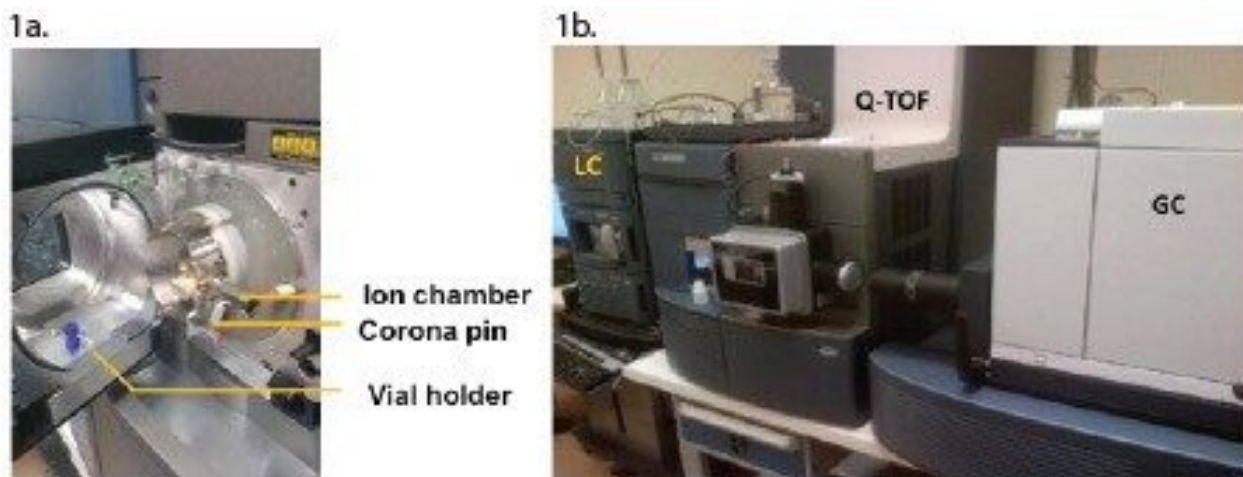 1a.
1b.
Q-TOF
LC
GC
Ion chamber
Corona pin
Vial holder